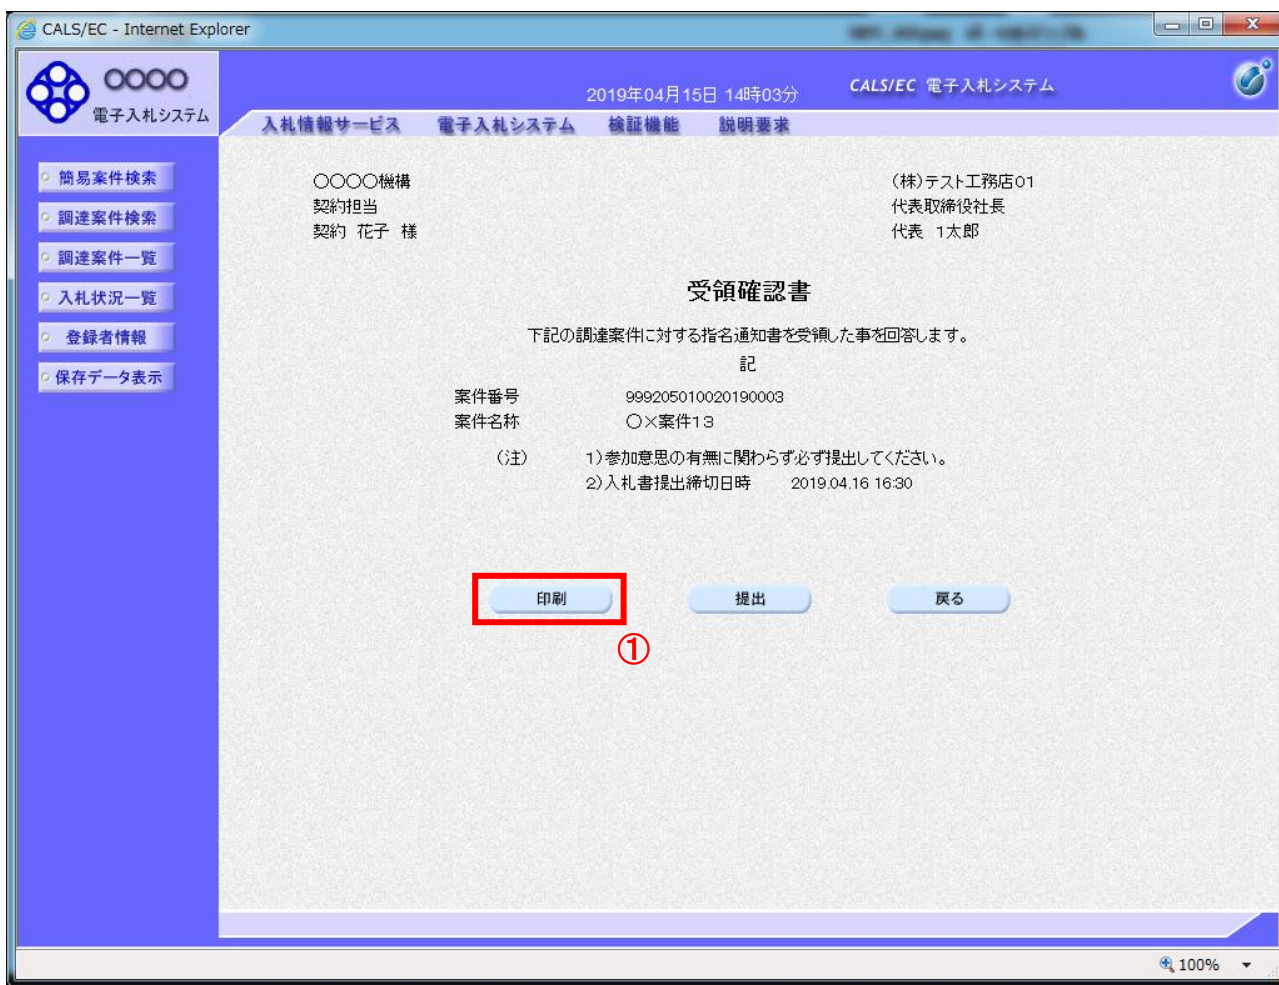 CALS/EC - Internet Explorer
OOOO
電子入札システム
2019年04月15日 14時03分
CALS/EC 電子入札システム
入札情報サービス 電子入札システム 検証機能 説明要求
簡易案件検索
調達案件検索
調達案件一覧
入札状況一覧
登録者情報
保存データ表示
〇〇〇〇機構
契約担当
契約 花子 様
(株)テスト工務店01
代表取締役社長
代表 1太郎
受領確認書
下記の調達案件に対する指名通知書を受領した事を回答します。
記
案件番号 999205010020190003
案件名称 〇×案件13
(注) 1)参加意思の有無に関わらず必ず提出してください。
2)入札書提出締切日時 2019.04.16 16:30
印刷 提出 戻る
①
100%